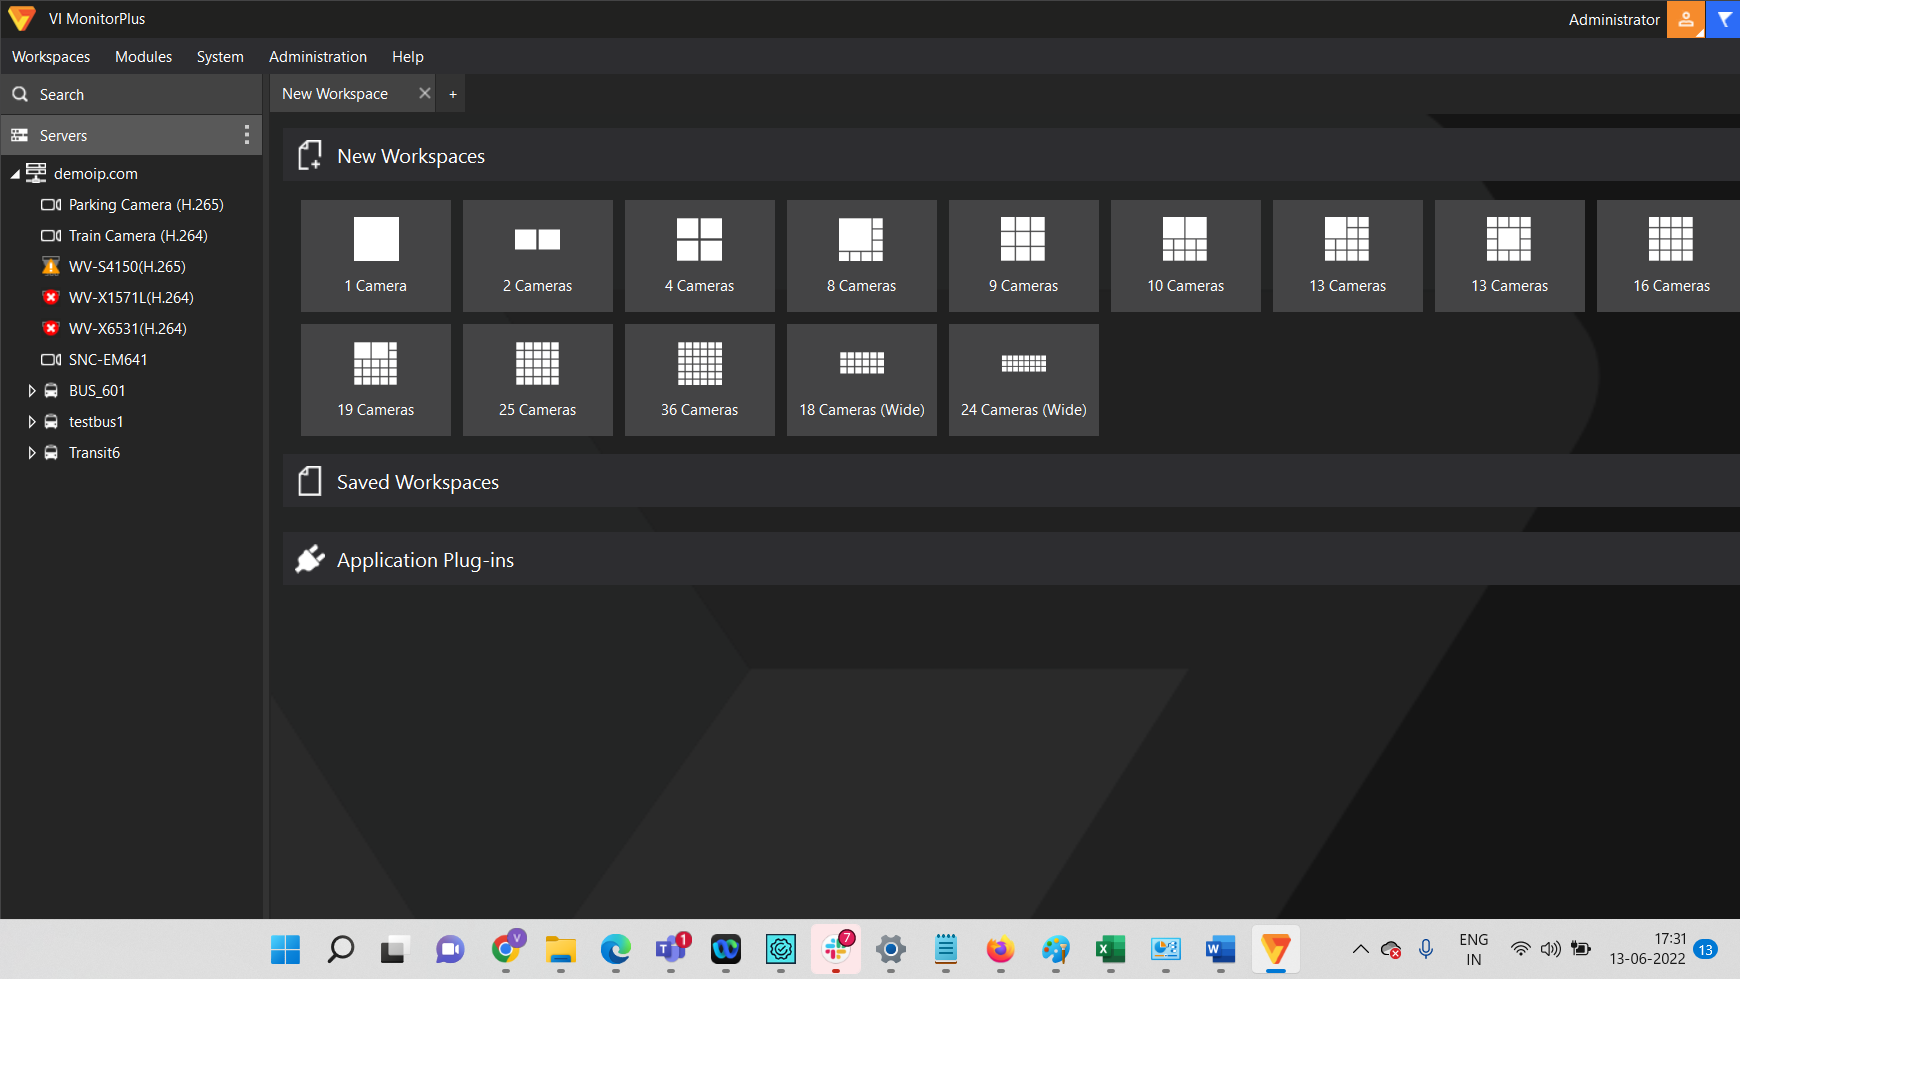 VI MonitorPlus
Administrator
Workspaces Modules System Administration Help
Search
New Workspace
+
Servers
demoip.com
Parking Camera (H.265)
Train Camera (H.264)
WV-S4150(H.265)
WV-X1571L(H.264)
WV-X6531(H.264)
SNC-EM641
BUS_601
testbus1
Transit6
New Workspaces
1 Camera
2 Cameras
4 Cameras
8 Cameras
9 Cameras
10 Cameras
13 Cameras
13 Cameras
16 Cameras
19 Cameras
25 Cameras
36 Cameras
18 Cameras (Wide)
24 Cameras (Wide)
Saved Workspaces
Application Plug-ins
V
T
1
7
X
W
ENG
IN
17:31
13-06-2022
13